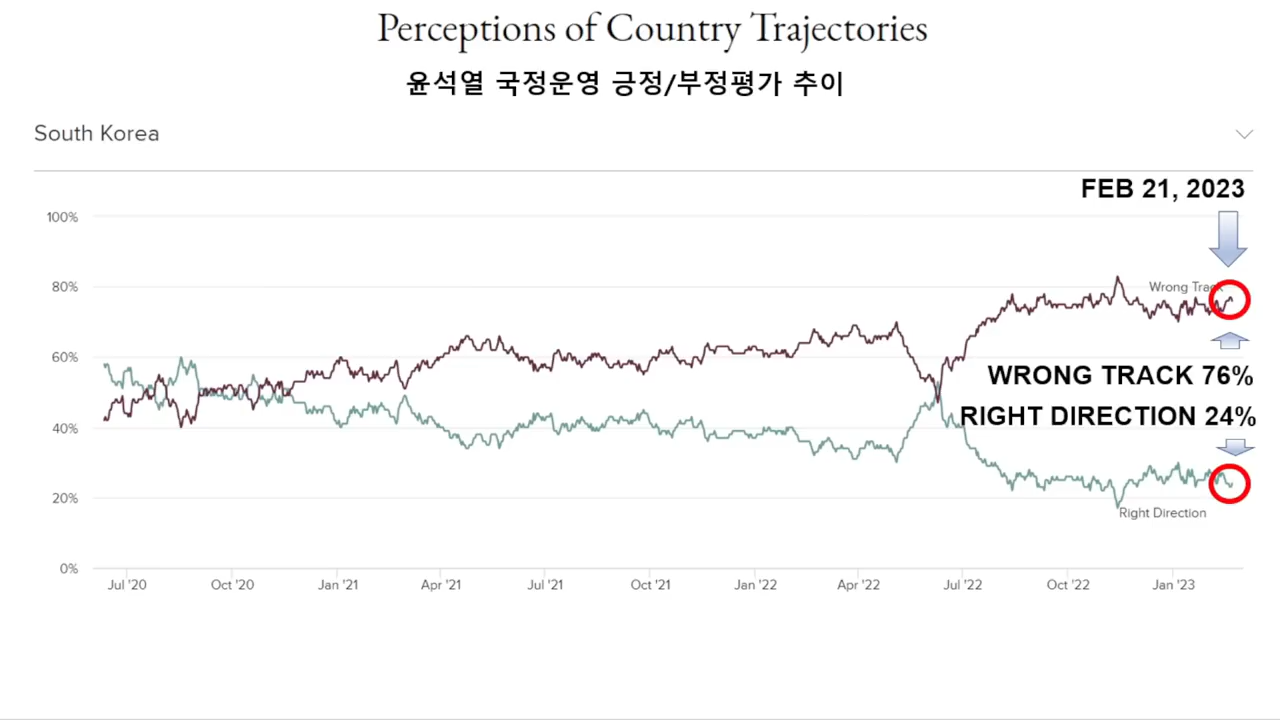 Perceptions of Country Trajectories
윤석열 국정운영 긍정/부정평가 추이
South Korea
FEB 21, 2023
100%
80%
Wrong Track
60%
WRONG TRACK 76%
RIGHT DIRECTION 24%
40%
20%
Right Direction
0%
Jul '20 Oct '20 Jan '21 Apr '21 Jul '21 Oct '21 Jan '22 Apr '22 Jul '22 Oct '22 Jan '23